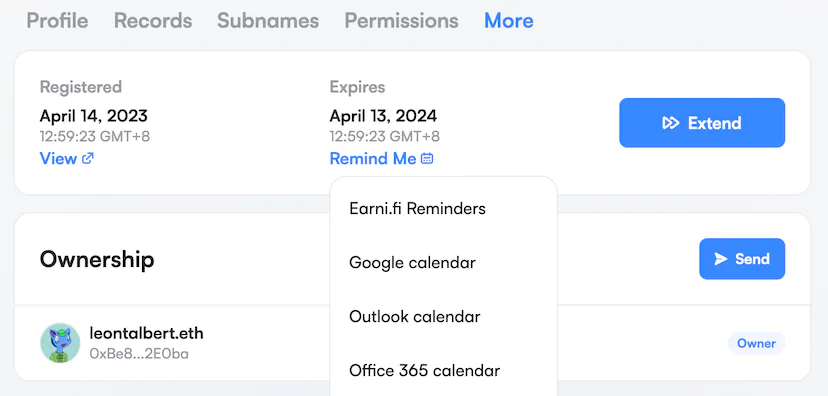 Profile Records Subnames Permissions More
Registered Expires
April 14, 2023 April 13, 2024
12:59:23 GMT+8 12:59:23 GMT+8
Extend
View Remind Me
Earni.fi Reminders
Ownership
Google calendar
Send
Outlook calendar
leontalbert.eth
0xBe8...2E0ba
Owner
Office 365 calendar